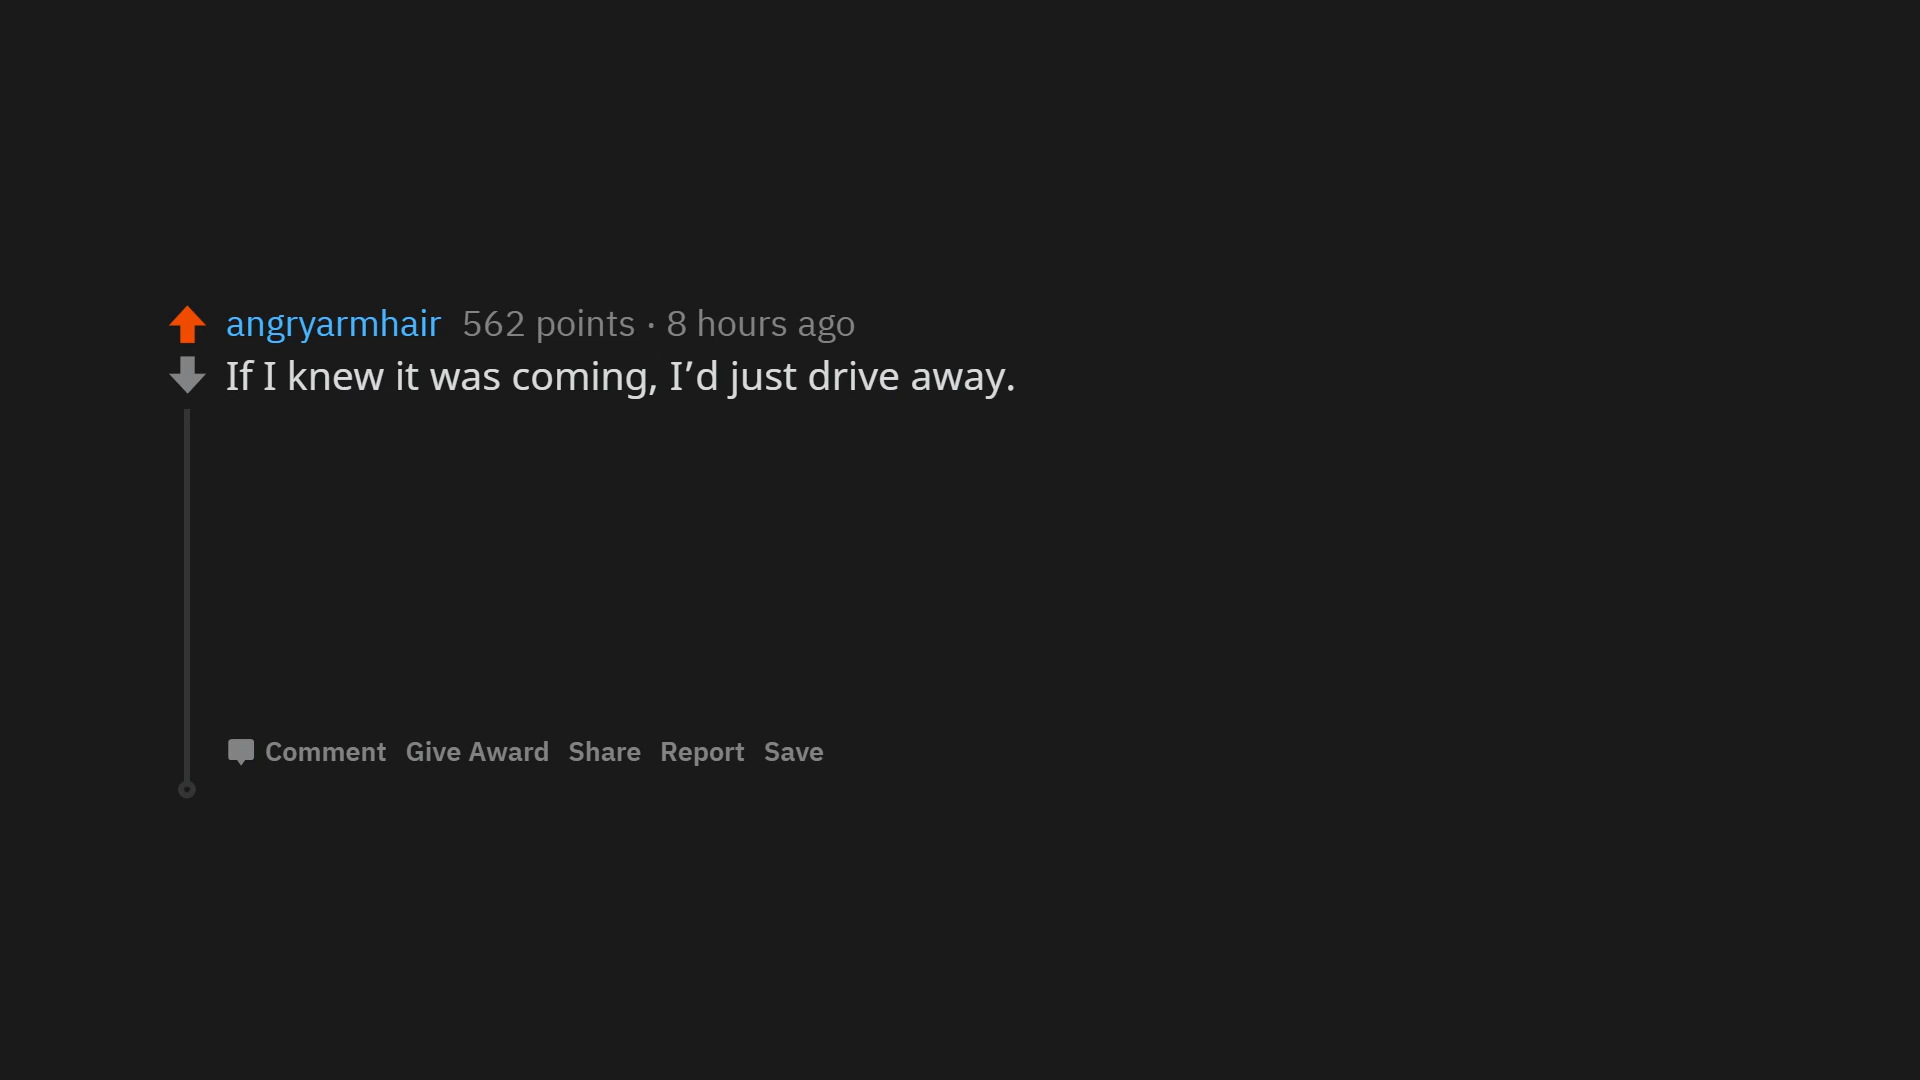 angryarmhair 562 points · 8 hours ago
If I knew it was coming, I’d just drive away.
Comment Give Award Share Report Save